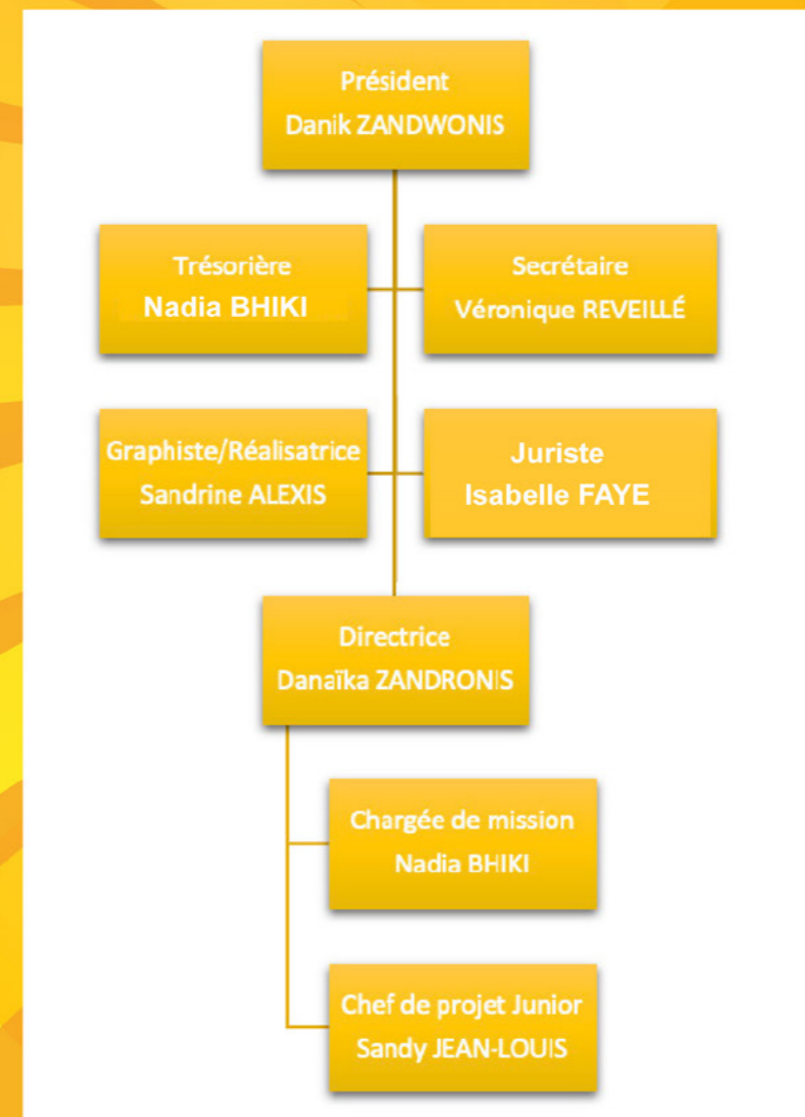 Président
Danik ZANDWONIS
Trésorière
Nadia BHIKI
Secrétaire
Véronique REVEILLÉ
Graphiste/Réalisatrice
Sandrine ALEXIS
Juriste
Isabelle FAYE
Directrice
Danaïka ZANDRONIS
Chargée de mission
Nadia BHIKI
Chef de projet Junior
Sandy JEAN-LOUIS